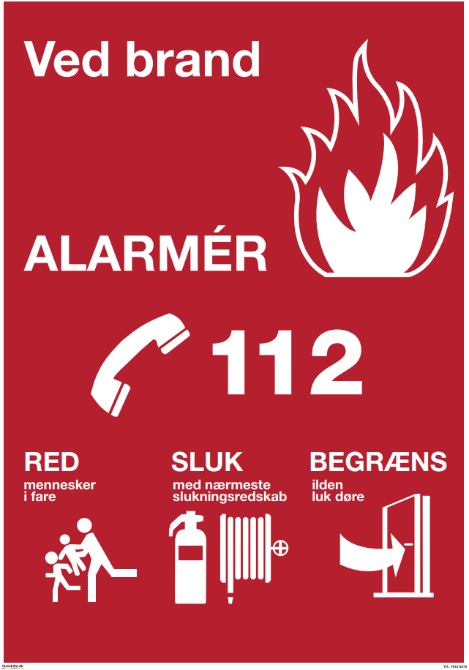 Ved brand
ALARMÉR
112
RED
mennesker
i fare
SLUK
med nærmeste
slukningsredskab
BEGRÆNS
ilden
luk døre